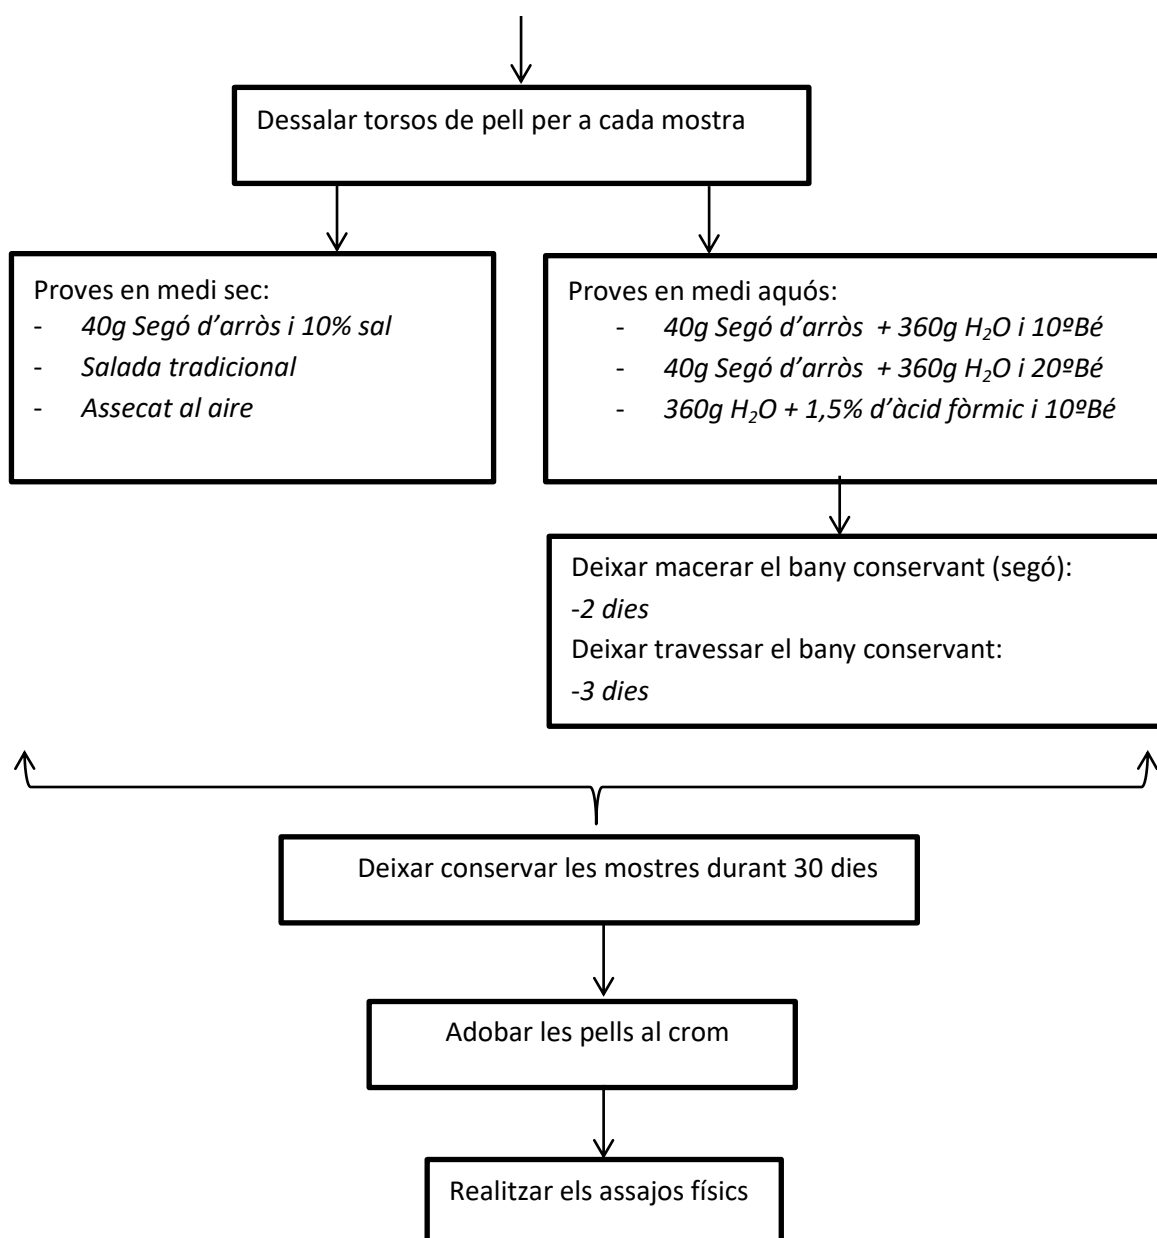 Dessalar torsos de pell per a cada mostra
Proves en medi sec:
- 40g Segó d’arròs i 10% sal
- Salada tradicional
- Assecat al aire
Proves en medi aquós:
- 40g Segó d’arròs + 360g H₂O i 10ºBé
- 40g Segó d’arròs + 360g H₂O i 20ºBé
- 360g H₂O + 1,5% d’àcid fòrmic i 10ºBé
Deixar macerar el bany conservant (segó):
-2 dies
Deixar travessar el bany conservant:
-3 dies
Deixar conservar les mostres durant 30 dies
Adobar les pells al crom
Realitzar els assajos físics